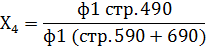 X₄ = ф1 стр.490 / ф1 (стр.590 + 690)